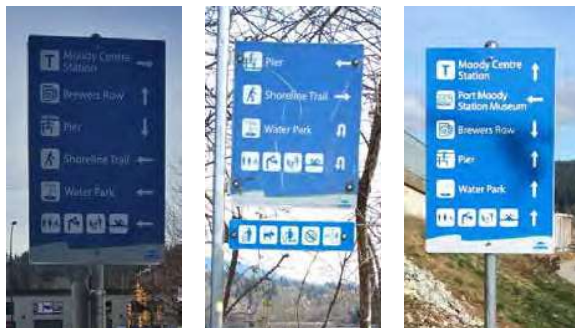 Moody Centre
Station
Brewers Row
Pier
Shoreline Trail
Water Park
Pier
Shoreline Trail
Water Park
T Moody Centre
Station
Port Moody
Station Museum
Brewers Row
Pier
Water Park